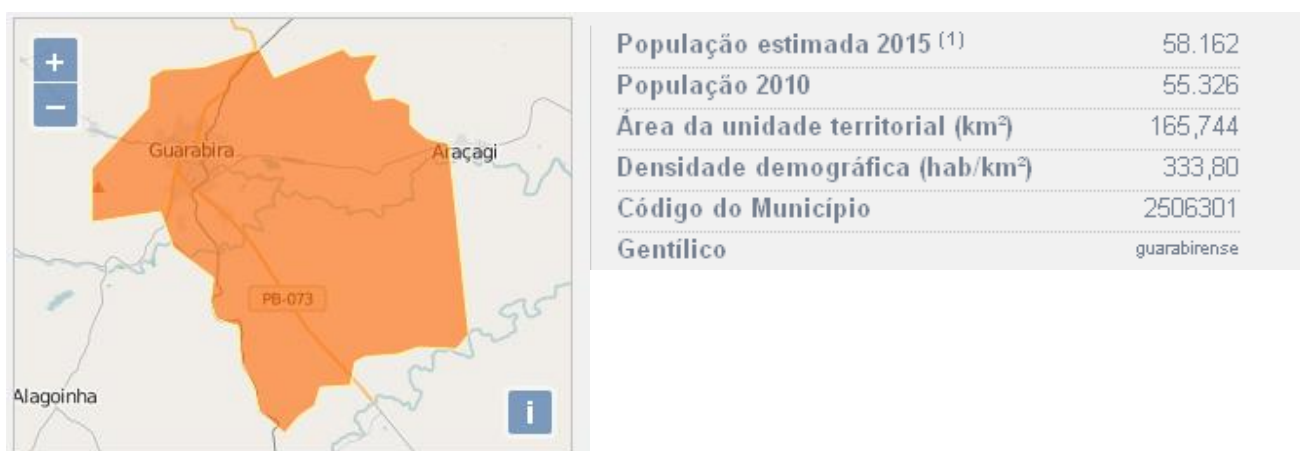 +
−
Guarabira
Araçagi
PB-073
Alagoinha
i
População estimada 2015 (1) 58.162
População 2010 55.326
Área da unidade territorial (km²) 165,744
Densidade demográfica (hab/km²) 333,80
Código do Município 2506301
Gentílico guarabirense